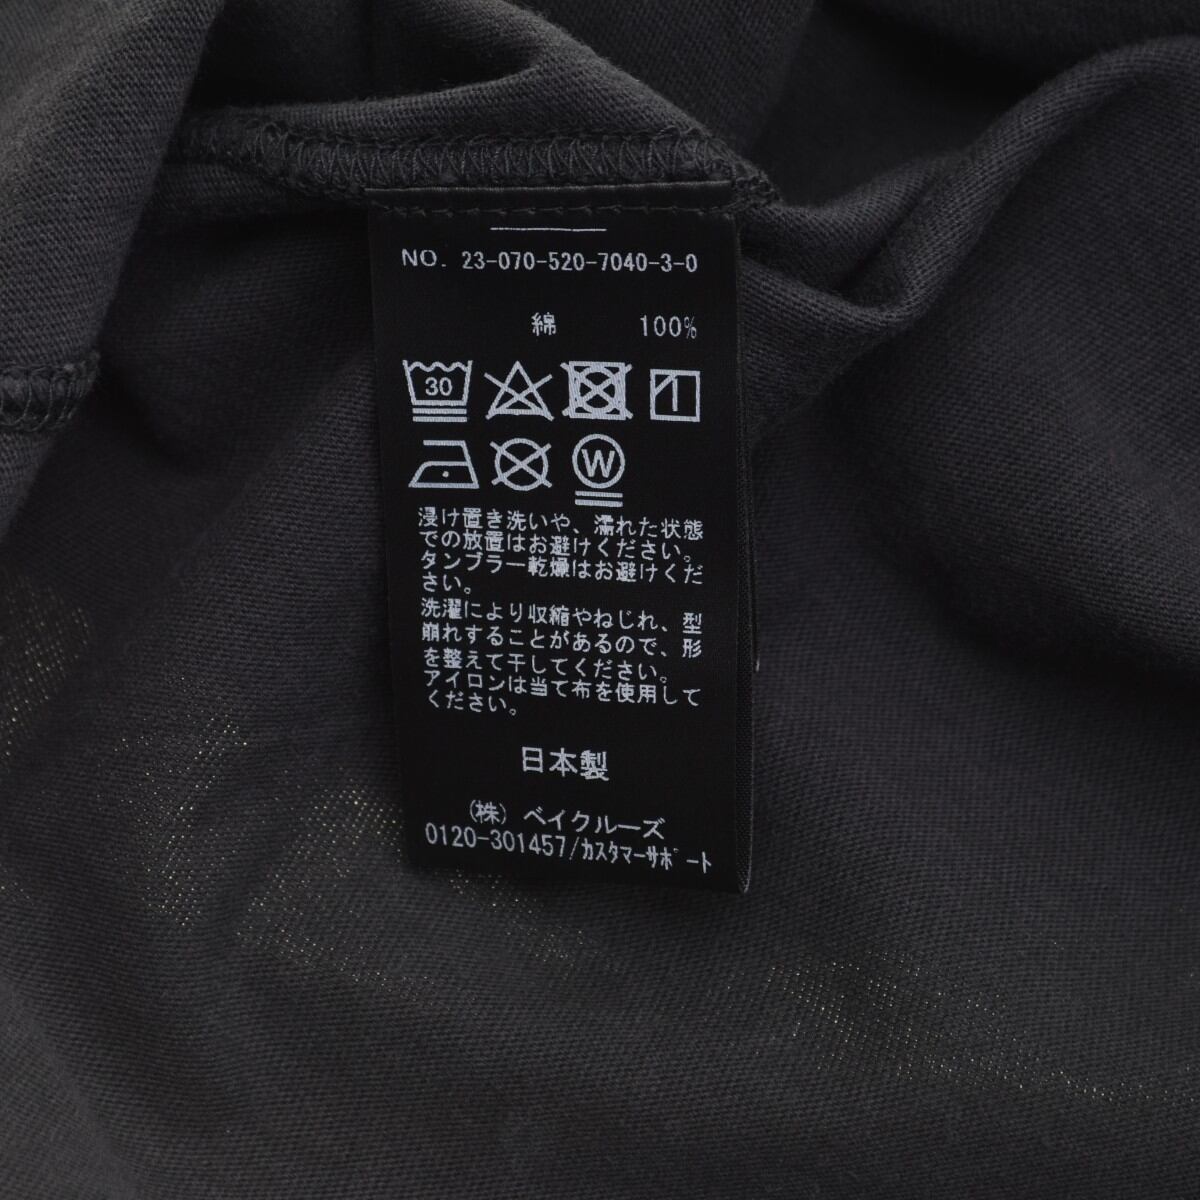 NO. 23-070-520-7040-3-0
綿 100%
30
W
浸け置き洗いや、濡れた状態
での放置はお避けください。
タンブラー乾燥はお避けくだ
さい。
洗濯により収縮やねじれ、型
崩れすることがあるので、形
を整えて干してください。
アイロンは当て布を使用して
ください。
日本製
(株) ベイクルーズ
0120-301457/ｶｽﾀﾏｰｻﾎﾟｰﾄ